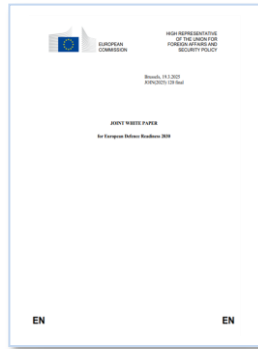 EUROPEAN
COMMISSION
HIGH REPRESENTATIVE
OF THE UNION FOR
FOREIGN AFFAIRS AND
SECURITY POLICY
Brussels, 19.3.2025
JOIN(2025) 120 final
JOINT WHITE PAPER
for European Defence Readiness 2030
EN
EN